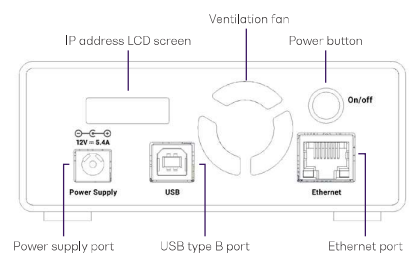 Ventilation fan
IP address LCD screen
Power button
On/off
12V ⎓ 5.4A
Power Supply
USB
Ethernet
Power supply port
USB type B port
Ethernet port